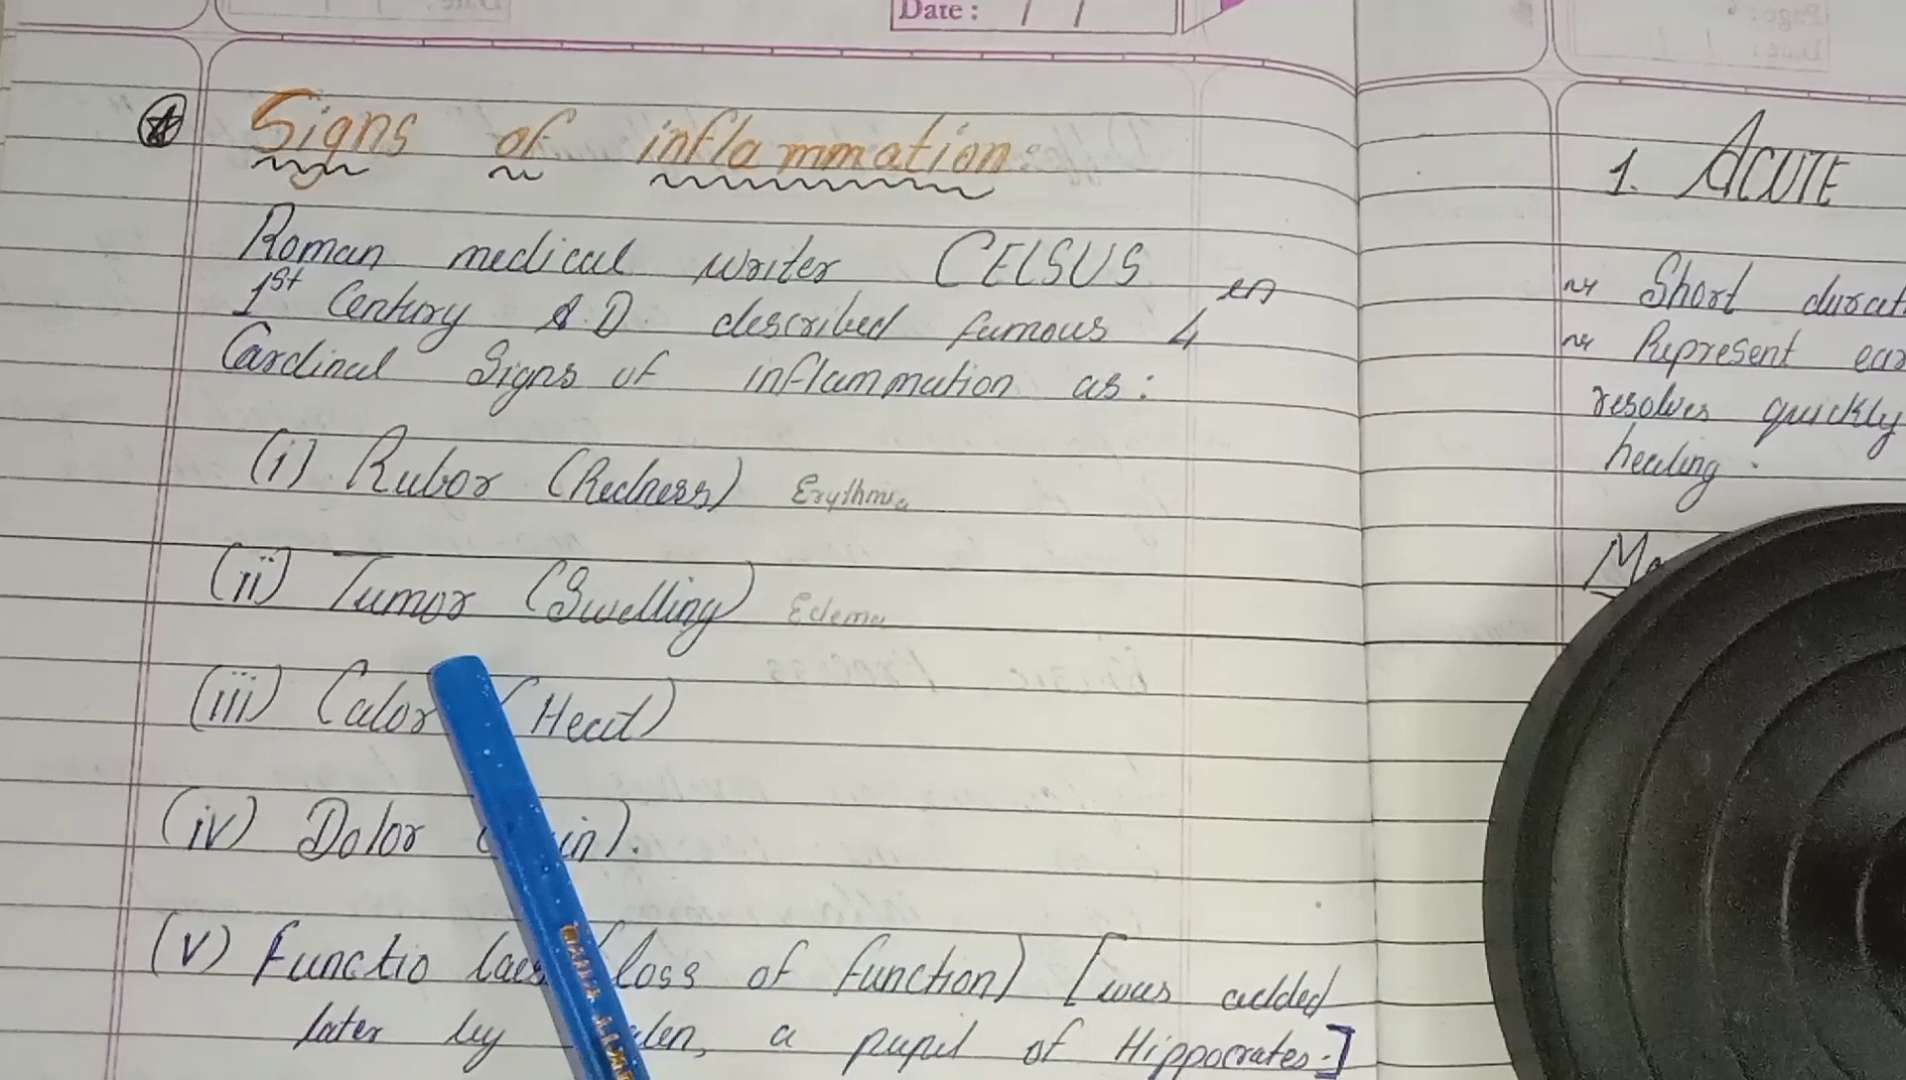 Date : / /
Signs of inflammation:
Roman medical writer CELSUS in
1st Century A.D. described famous 4
Cardinal Signs of inflammation as:
(i) Rubor (Redness) Erythma
(ii) Tumor (Swelling) Edema
(iii) Calor (Heat)
(iv) Dolor in).
(v) Functio loss of function) [was added
later by a pupil of Hippocrates.]
1. ACUTE
Short
Represent
resolves quickly
healing.